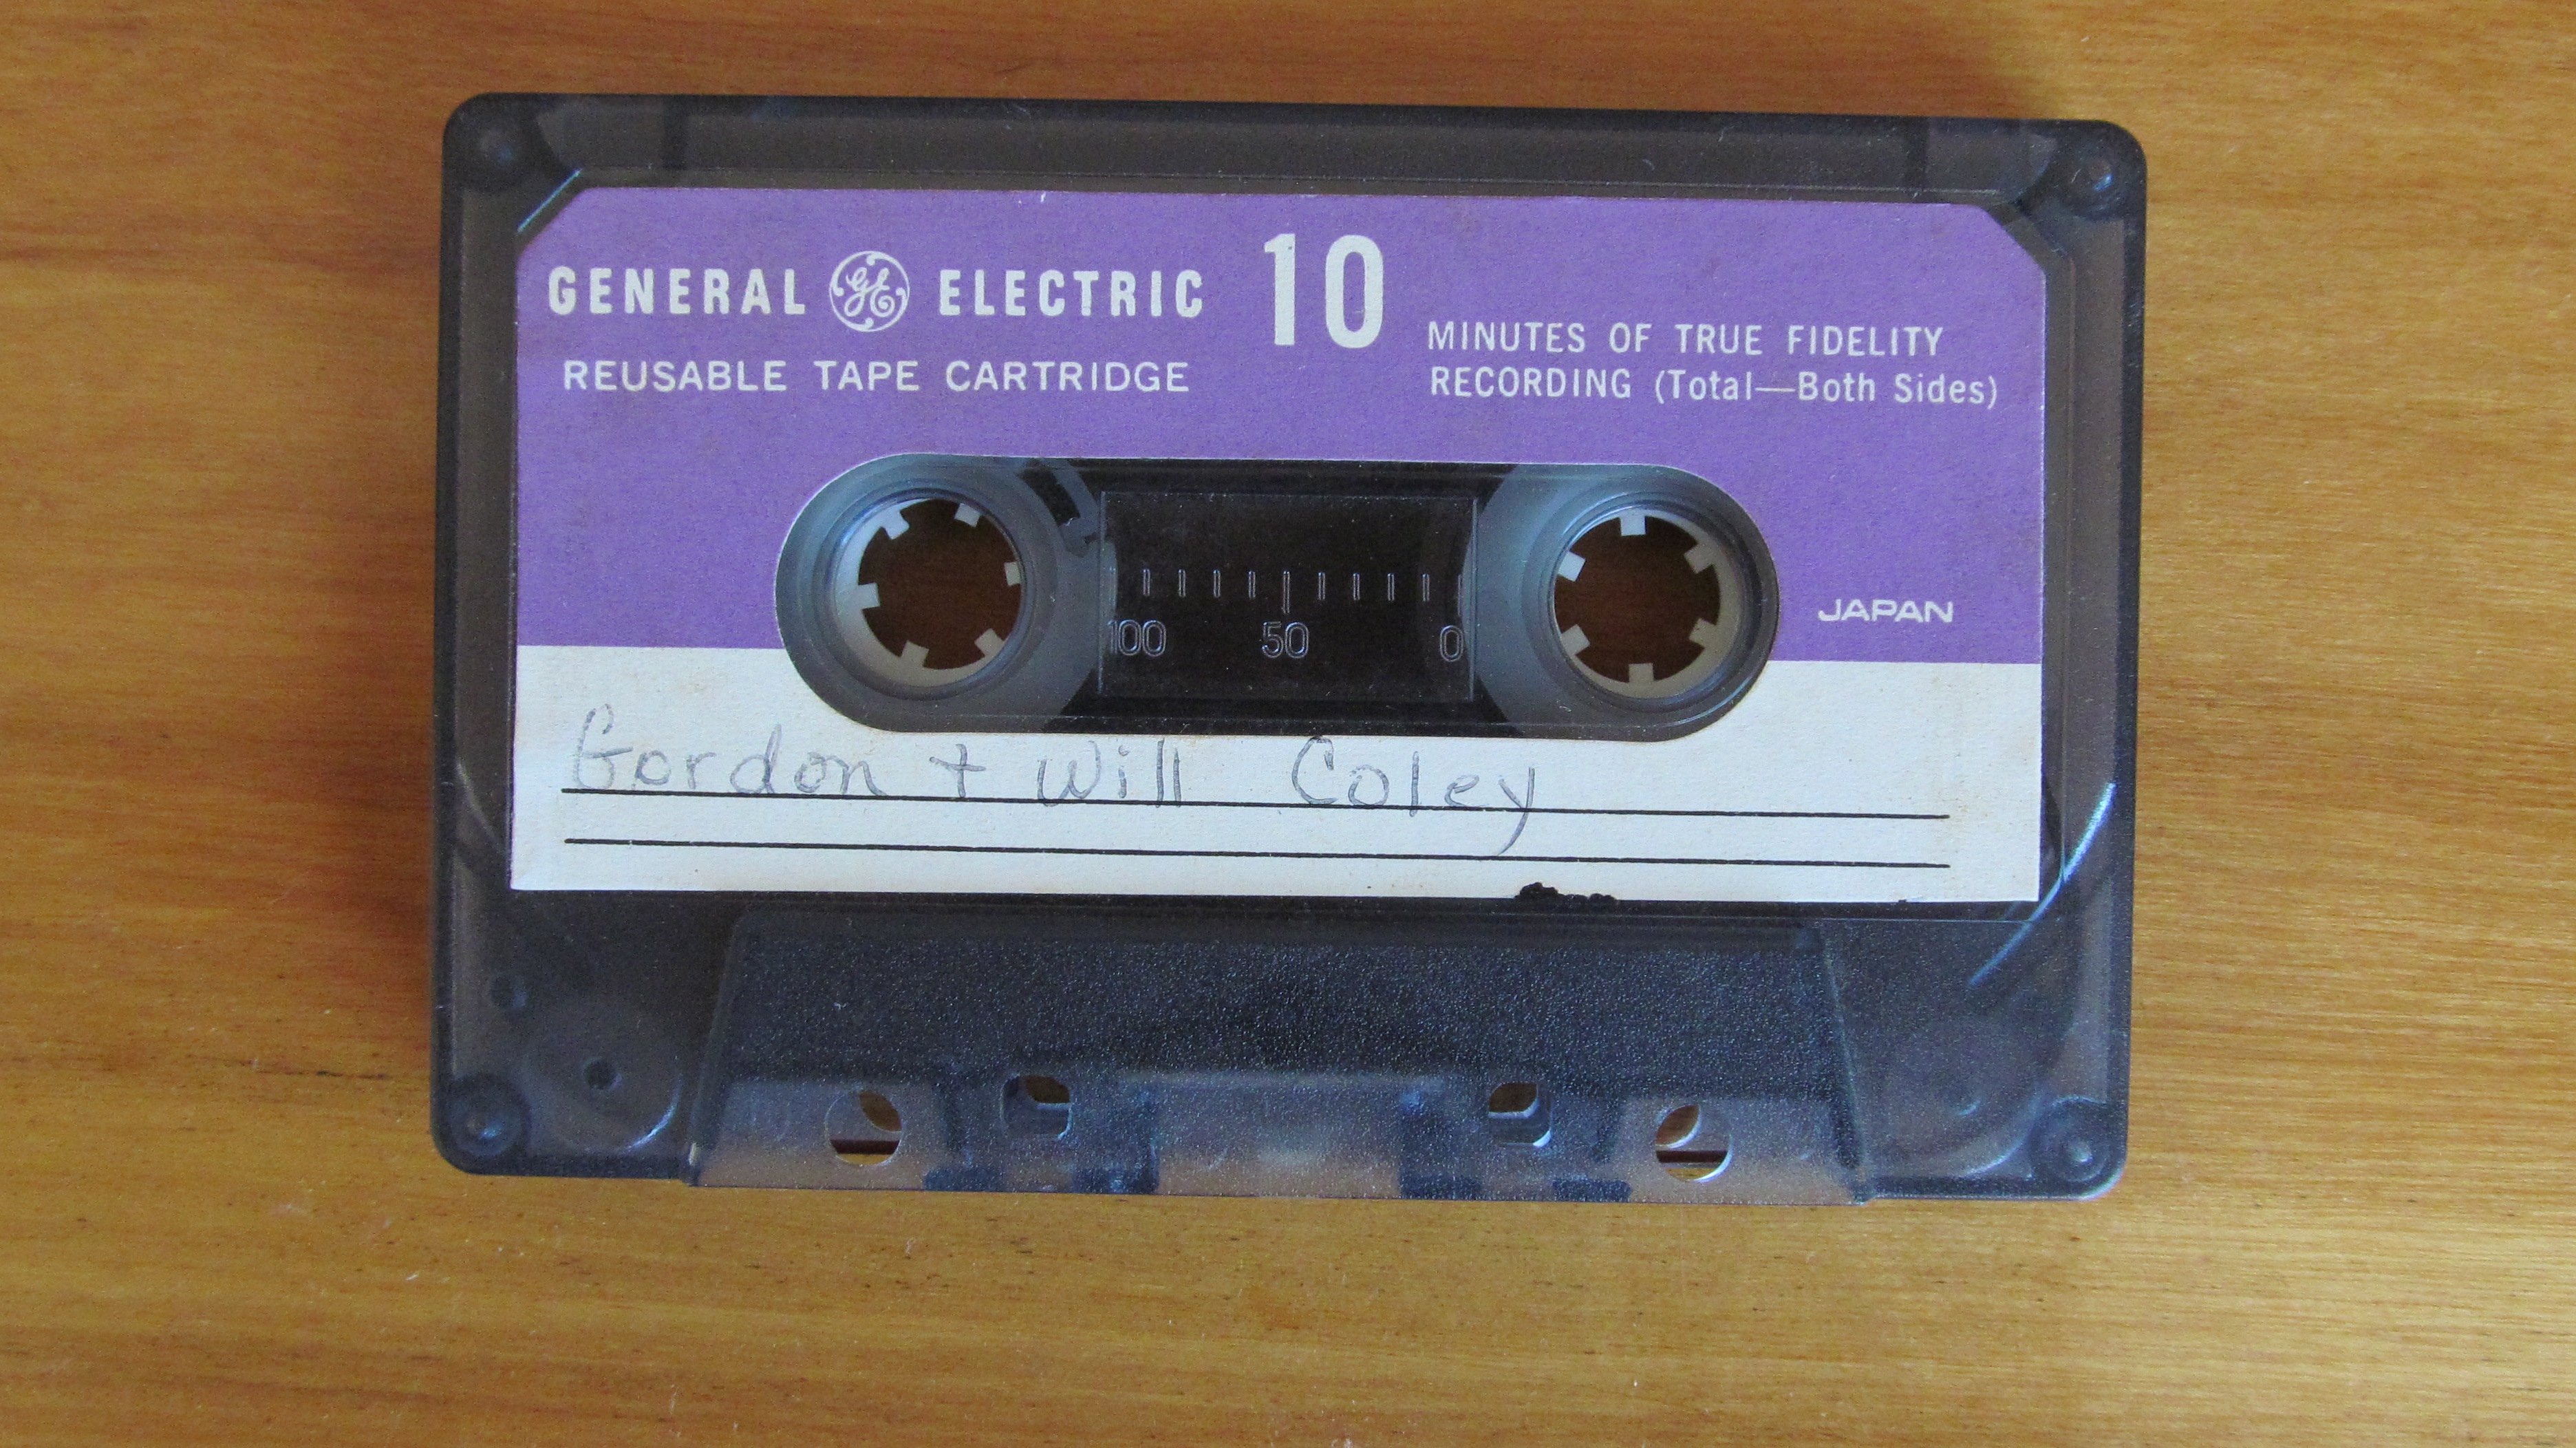 GENERAL GE ELECTRIC 10
REUSABLE TAPE CARTRIDGE
MINUTES OF TRUE FIDELITY
RECORDING (Total—Both Sides)
100 50 0
JAPAN
Gordon + Will Coley